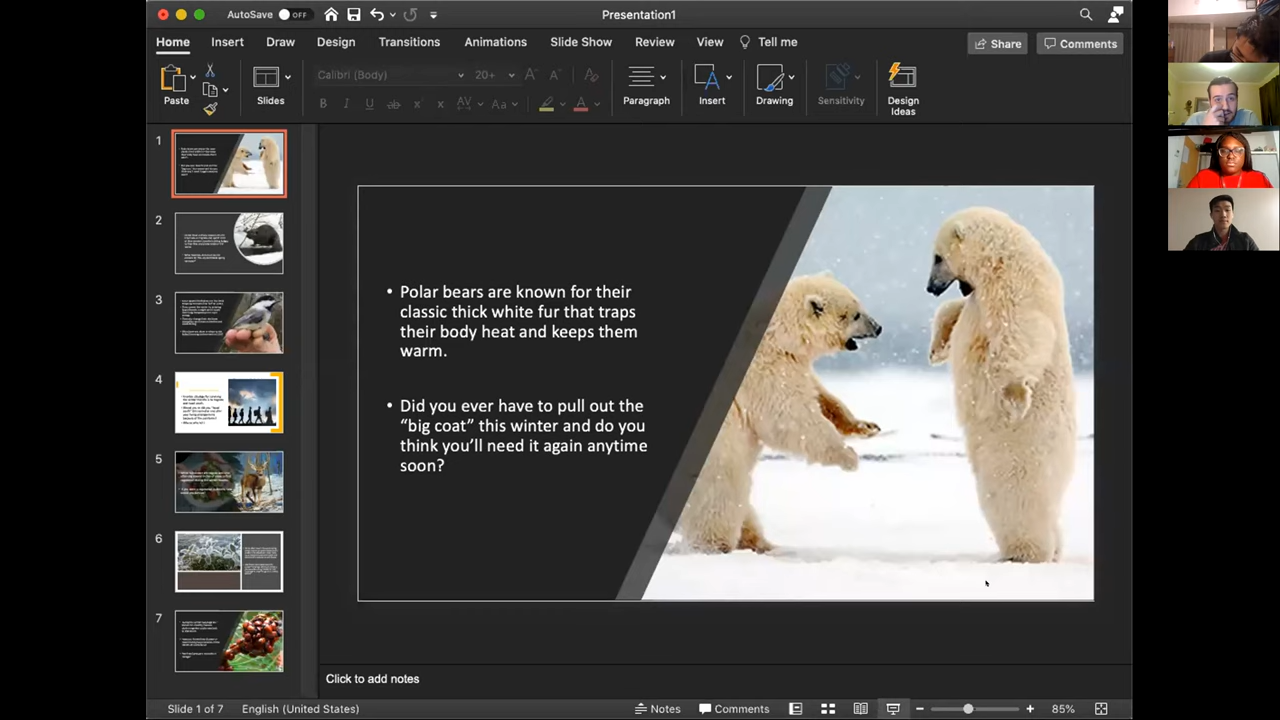 AutoSave OFF
Presentation1
Home Insert Draw Design Transitions Animations Slide Show Review View Tell me
Share Comments
Calibri (Body) 20+
Paste Slides Paragraph Insert Drawing Sensitivity Design
Ideas
1
2
3
4
5
6
7
• Polar bears are known for their
classic thick white fur that traps
their body heat and keeps them
warm.
• Did you ever have to pull out the
“big coat” this winter and do you
think you’ll need it again anytime
soon?
Click to add notes
Slide 1 of 7 English (United States) Notes Comments 85%